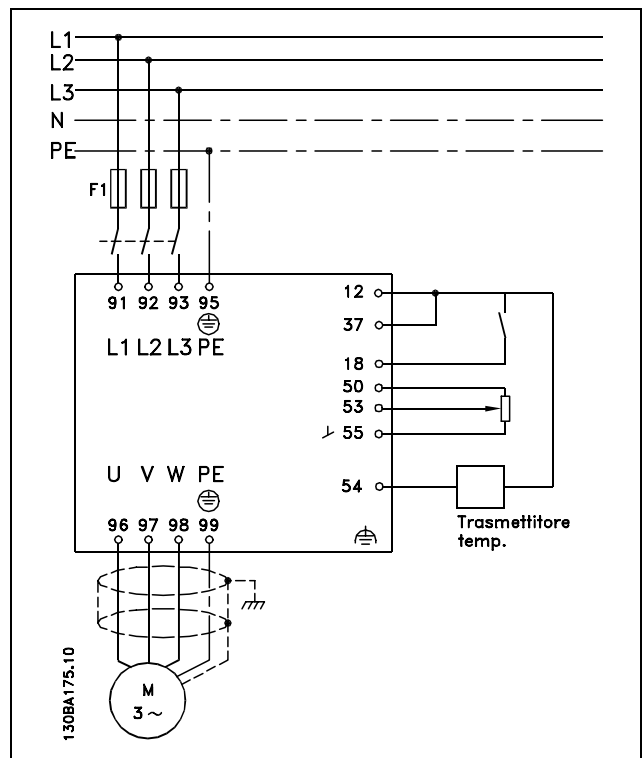 L1
L2
L3
N
PE
F1
91 92 93 95
L1 L2 L3 PE
12
37
18
50
53
55
54
U V W PE
96 97 98 99
Trasmettitore
temp.
M
3~
130BA175.10